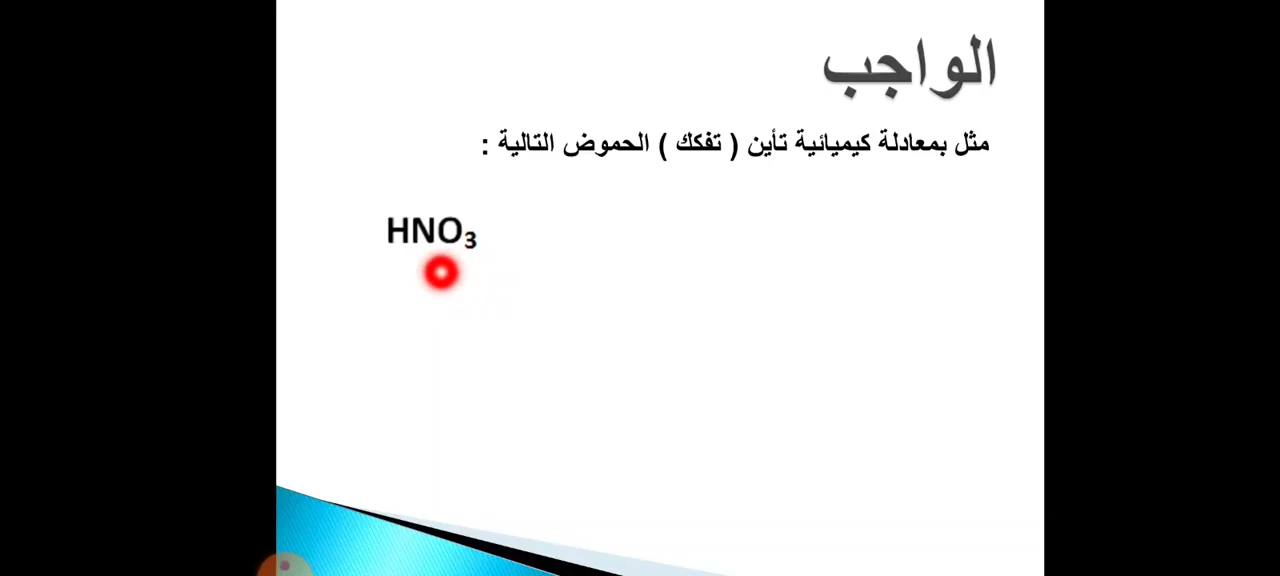 الواجب
مثل بمعادلة كيميائية تأين ( تفكك ) الحموض التالية :
HNO₃